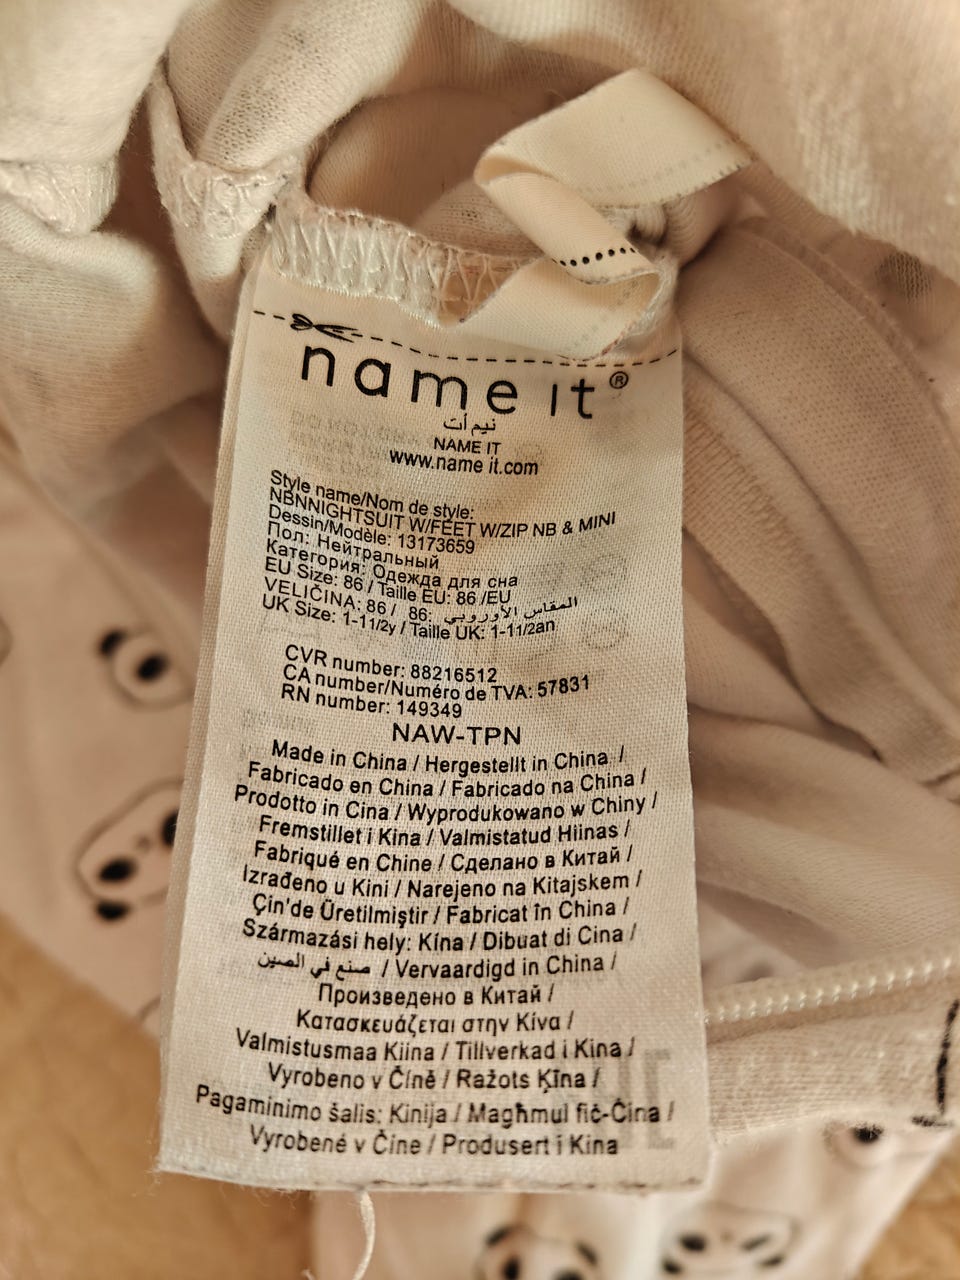 name it®
نيم أت
NAME IT
www.name it.com
Style name/Nom de style:
NBNNIGHTSUIT W/FEET W/ZIP NB & MINI
Dessin/Modèle: 13173659
Пол: Нейтральный
Категория: Одежда для сна
EU Size: 86 / Taille EU: 86 /EU
VELIČINA: 86 / المقاس الأوروبي: 86
UK Size: 1-11/2y / Taille UK: 1-11/2an
CVR number: 88216512
CA number/Numéro de TVA: 57831
RN number: 149349
NAW-TPN
Made in China / Hergestellt in China /
Fabricado en China / Fabricado na China /
Prodotto in Cina / Wyprodukowano w Chiny /
Fremstillet i Kina / Valmistatud Hiinas /
Fabriqué en Chine / Сделано в Китай /
Izrađeno u Kini / Narejeno na Kitajskem /
Çin'de Üretilmiştir / Fabricat în China /
Származási hely: Kína / Dibuat di Cina /
صنع في الصين / Vervaardigd in China /
Произведено в Китай /
Κατασκευάζεται στην Κίνα /
Valmistusmaa Kiina / Tillverkad i Kina /
Vyrobeno v Číně / Ražots Ķīna /
Pagaminimo šalis: Kinija / Magħmul fiċ-Ċina /
Vyrobené v Číne / Produsert i Kina